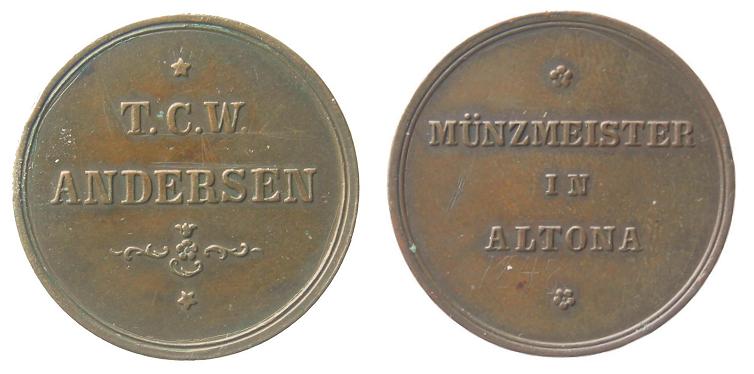 T. C. W.
ANDERSEN
MÜNZMEISTER
IN
ALTONA